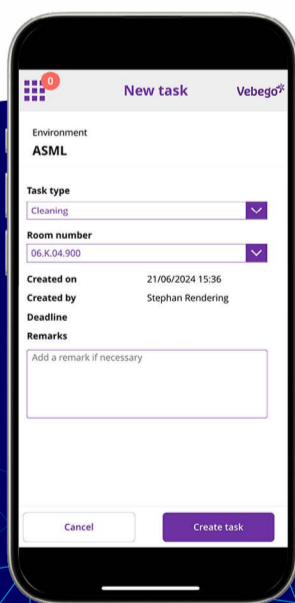 0
New task
Vebego
Environment
ASML
Task type
Cleaning
Room number
06.K.04.900
Created on 21/06/2024 15:36
Created by Stephan Rendering
Deadline
Remarks
Add a remark if necessary
Cancel
Create task